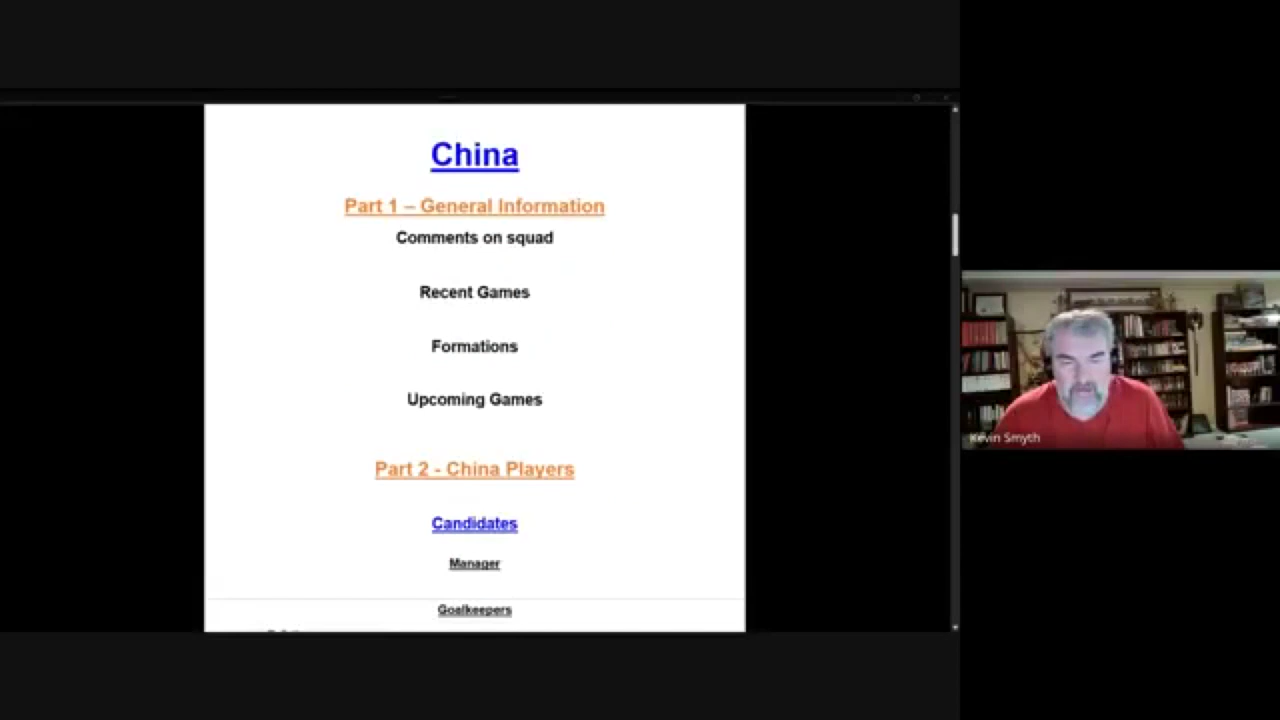 China
Part 1 – General Information
Comments on squad
Recent Games
Formations
Upcoming Games
Part 2 - China Players
Candidates
Manager
Goalkeepers
Kevin Smyth